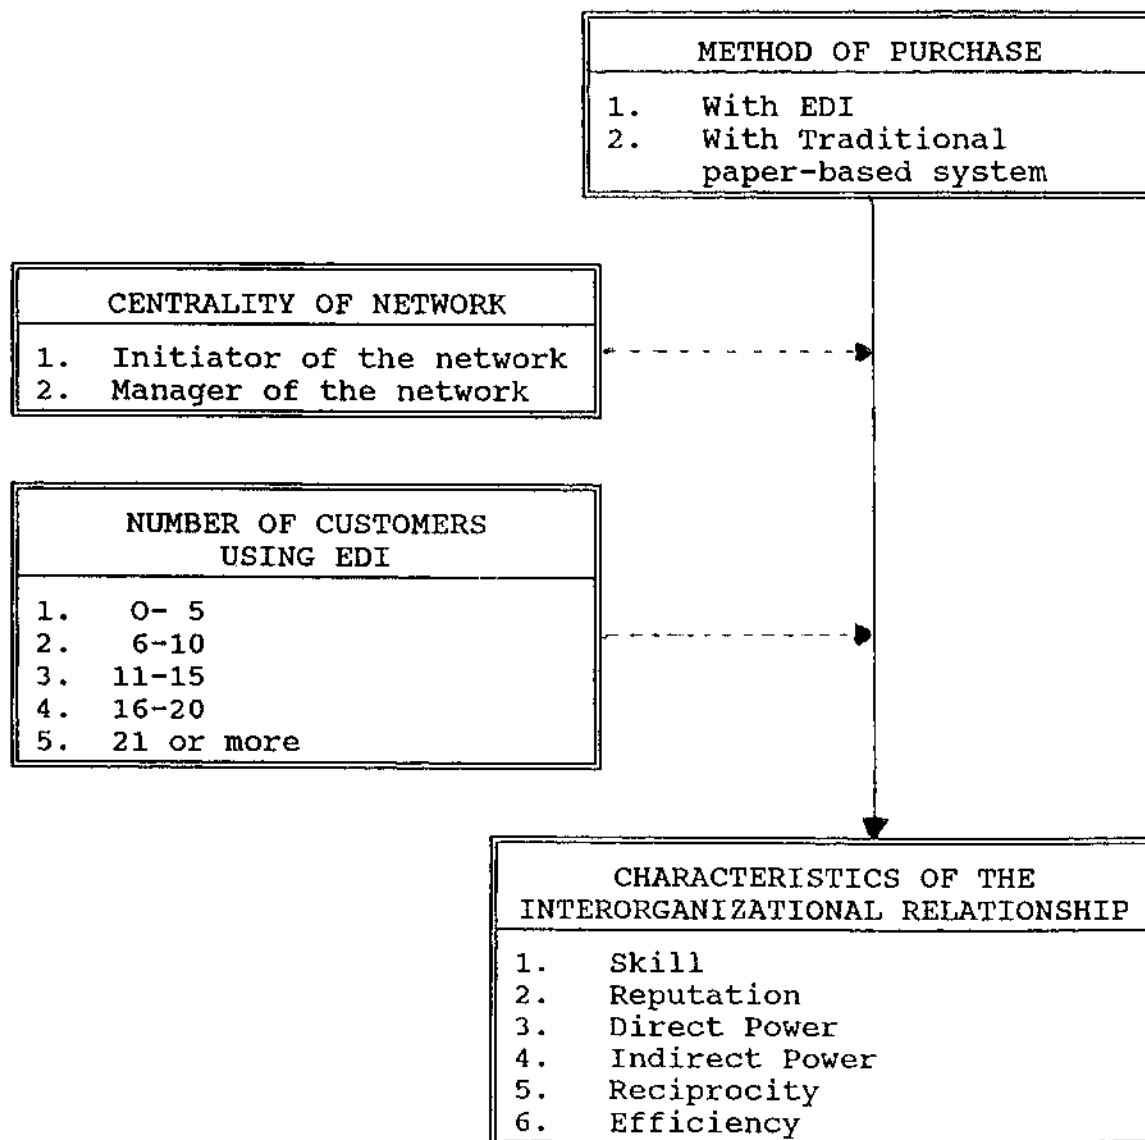 METHOD OF PURCHASE
1. With EDI
2. With Traditional
paper-based system
CENTRALITY OF NETWORK
1. Initiator of the network
2. Manager of the network
NUMBER OF CUSTOMERS
USING EDI
1. 0- 5
2. 6-10
3. 11-15
4. 16-20
5. 21 or more
CHARACTERISTICS OF THE
INTERORGANIZATIONAL RELATIONSHIP
1. Skill
2. Reputation
3. Direct Power
4. Indirect Power
5. Reciprocity
6. Efficiency